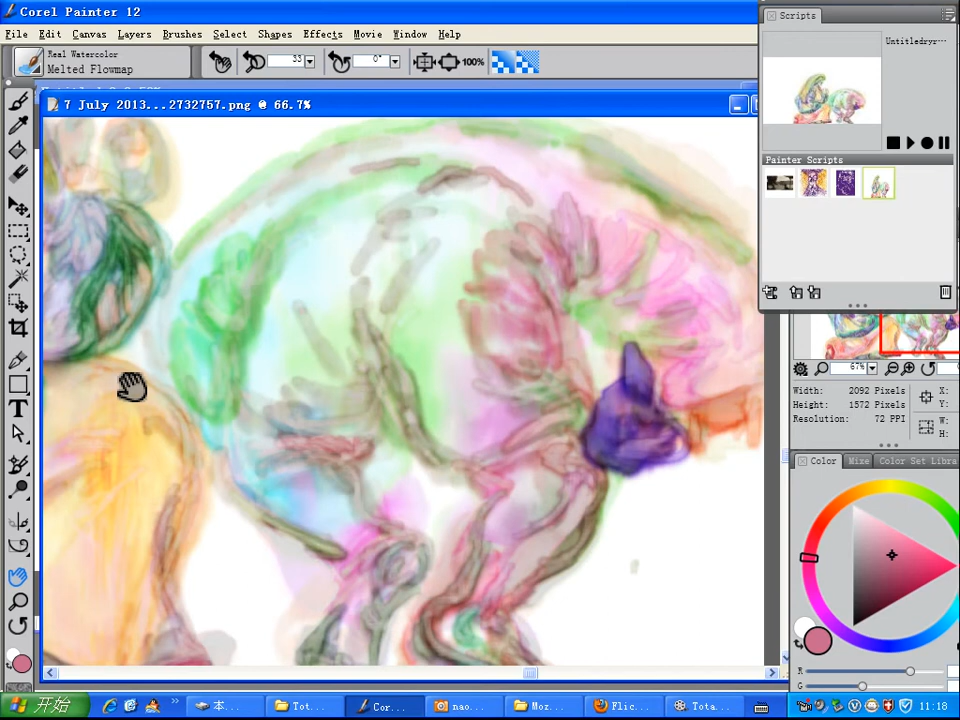 Corel Painter 12
File Edit Canvas Layers Brushes Select Shapes Effects Movie Window Help
Real Watercolor
Melted Flowmap
33
0°
100%
7 July 2013...2732757.png @ 66.7%
Scripts
Untitledryr...
Painter Scripts
67%
Width: 2092 Pixels
Height: 1572 Pixels
Resolution: 72 PPI
X:
Y:
W:
H:
Color Mixe Color Set Libra
R
G
开始
本...
Tot...
Cor...
nao...
Moz...
Flic...
Tota...
11:18